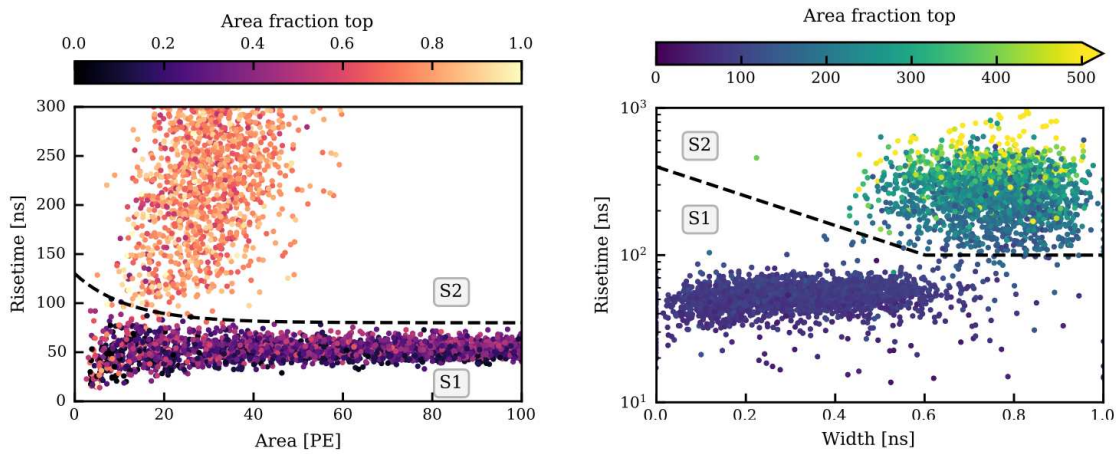 Area fraction top
0.0 0.2 0.4 0.6 0.8 1.0
300
250
200
150
100
50
0
Risetime [ns]
S2
S1
0 20 40 60 80 100
Area [PE]
Area fraction top
0 100 200 300 400 500
10³
10²
10¹
Risetime [ns]
S2
S1
0.0 0.2 0.4 0.6 0.8 1.0
Width [ns]